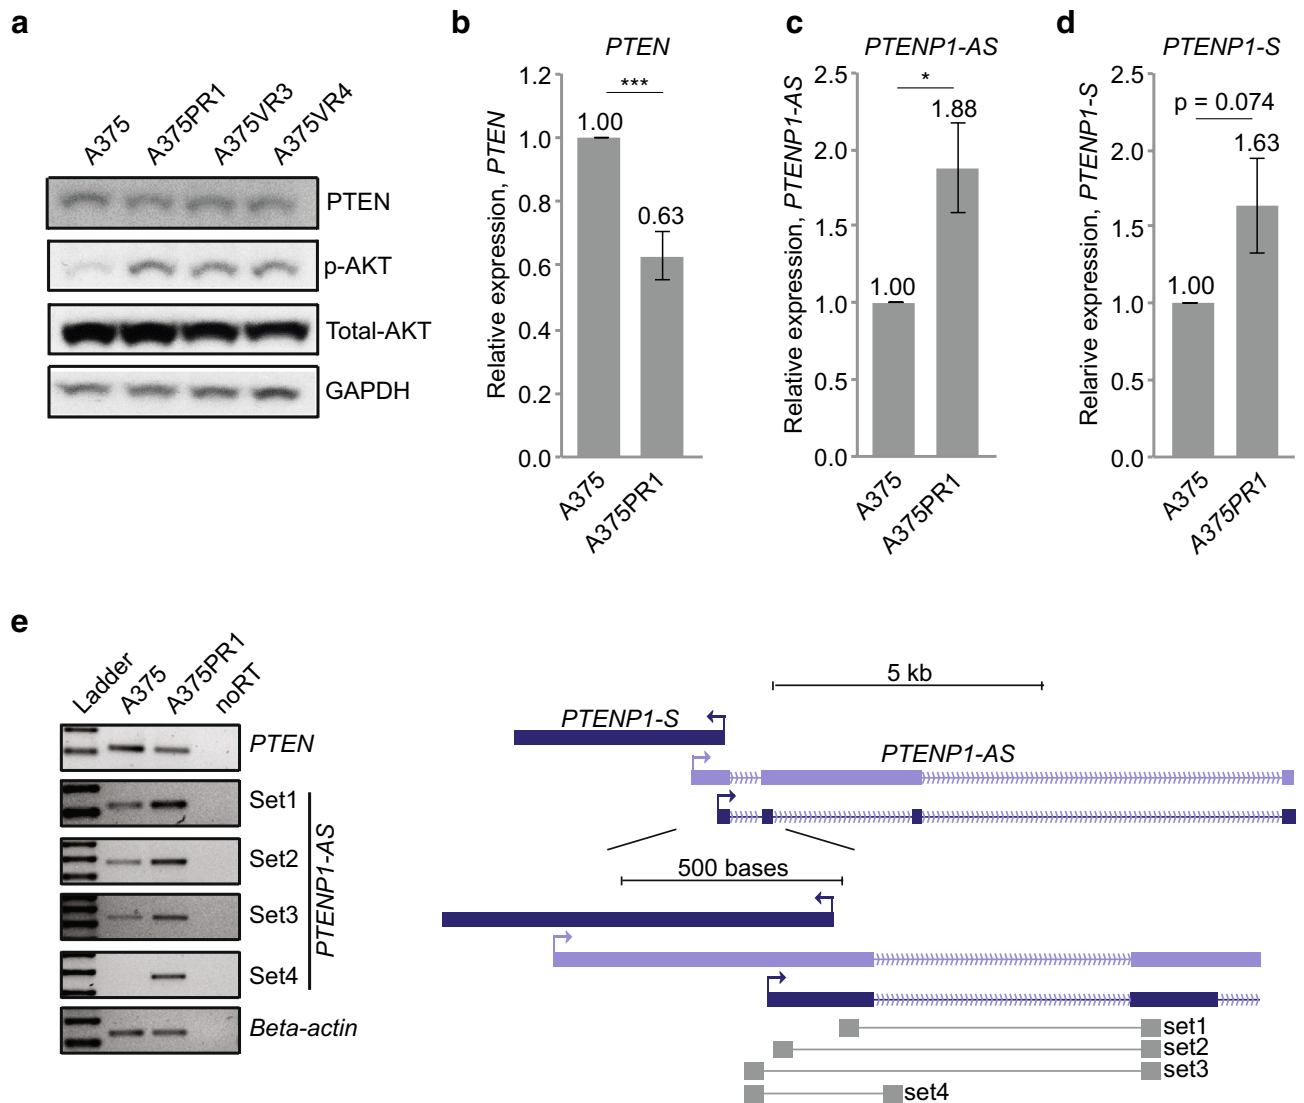 a
A375
A375PR1
A375VR3
A375VR4
PTEN
p-AKT
Total-AKT
GAPDH
b
PTEN
Relative expression, PTEN
1.2
1.0
0.8
0.6
0.4
0.2
0.0
***
1.00
0.63
A375
A375PR1
c
PTENP1-AS
Relative expression, PTENP1-AS
2.5
2.0
1.5
1.0
0.5
0.0
*
1.88
1.00
A375
A375PR1
d
PTENP1-S
Relarive expression, PTENP1-S
2.5
2.0
1.5
1.0
0.5
0.0
p = 0.074
1.63
1.00
A375
A375PR1
e
Ladder
A375
A375PR1
noRT
PTEN
Set1
Set2
Set3
Set4
PTENP1-AS
Beta-actin
5 kb
PTENP1-S
PTENP1-AS
500 bases
set1
set2
set3
set4